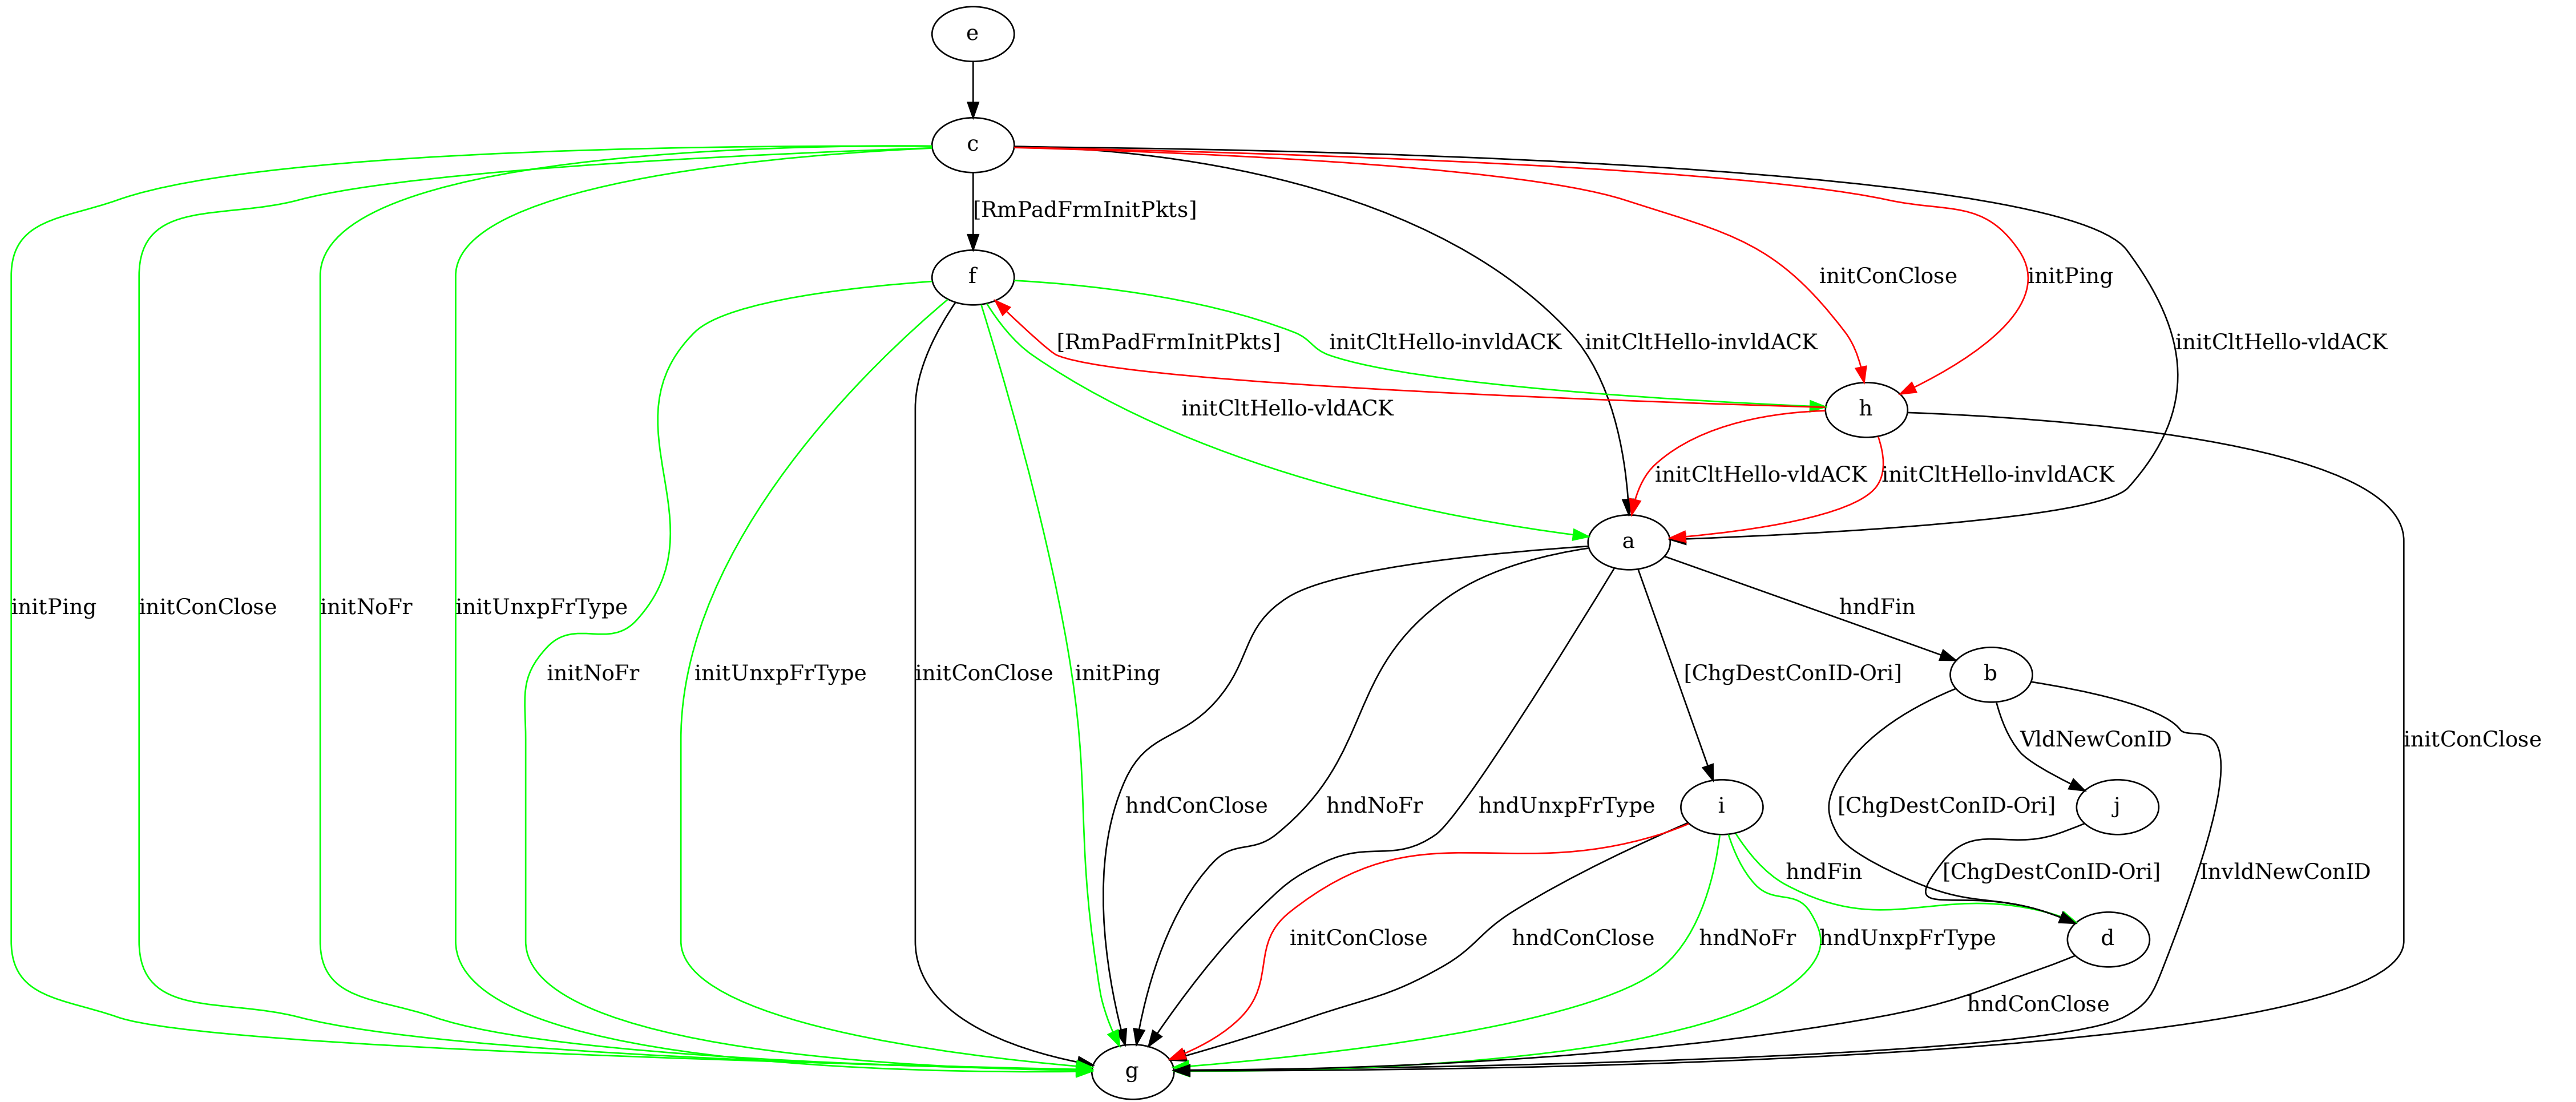 e
c
[RmPadFrmInitPkts]
f
initConClose
initPing
[RmPadFrmInitPkts]
initCltHello-invldACK
initCltHello-invldACK
initCltHello-vldACK
initCltHello-vldACK
h
initCltHello-vldACK
initCltHello-invldACK
a
initPing
initConClose
initNoFr
initUnxpFrType
hndFin
initNoFr
initUnxpFrType
initConClose
initPing
[ChgDestConID-Ori]
b
VldNewConID
initConClose
hndConClose
hndNoFr
hndUnxpFrType
i
[ChgDestConID-Ori]
j
hndFin
[ChgDestConID-Ori]
InvldNewConID
initConClose
hndConClose
hndNoFr
hndUnxpFrType
d
hndConClose
g